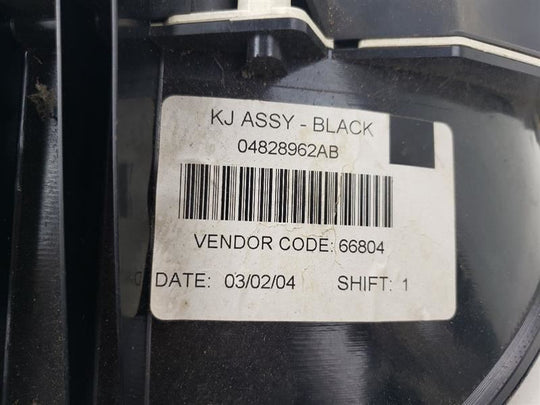 KJ ASSY - BLACK
04828962AB
VENDOR CODE: 66804
DATE: 03/02/04 SHIFT: 1